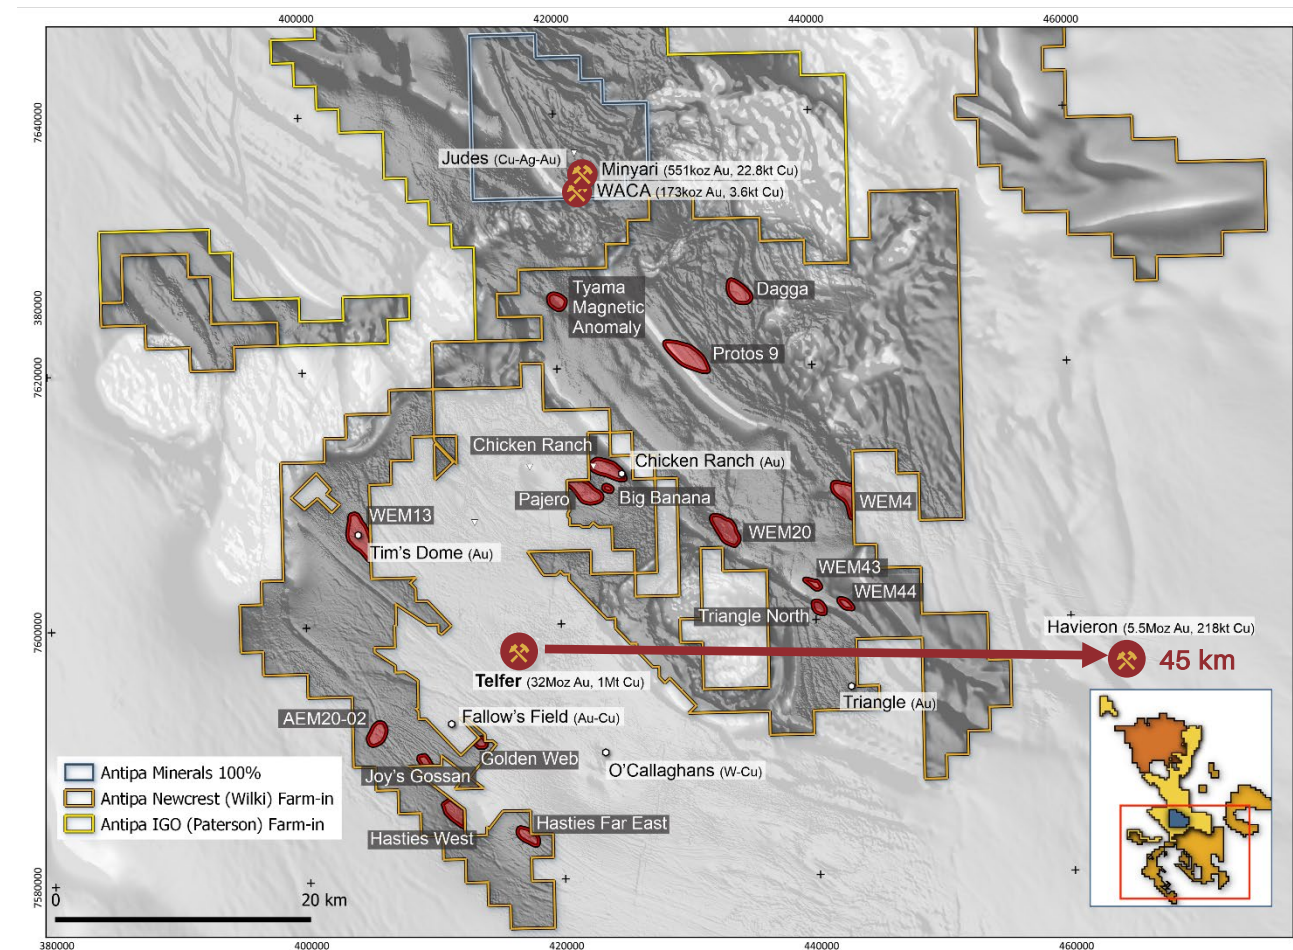 400000
420000
440000
460000
7640000
Judes (Cu-Ag-Au)
Minyari (551koz Au, 22.8kt Cu)
WACA (173koz Au, 3.6kt Cu)
380000
Tyama
Magnetic
Anomaly
Dagga
Protos 9
7620000
Chicken Ranch
Chicken Ranch (Au)
Pajero
Big Banana
WEM4
WEM13
WEM20
Tim's Dome (Au)
WEM43
WEM44
Triangle North
7600000
Havieron (5.5Moz Au, 218kt Cu)
45 km
Telfer (32Moz Au, 1Mt Cu)
Triangle (Au)
AEM20-02
Fallow's Field (Au-Cu)
Golden Web
Joy's Gossan
O'Callaghans (W-Cu)
Antipa Minerals 100%
Antipa Newcrest (Wilki) Farm-in
Antipa IGO (Paterson) Farm-in
Hasties West
Hasties Far East
7580000
0
20 km
380000
400000
420000
440000
460000